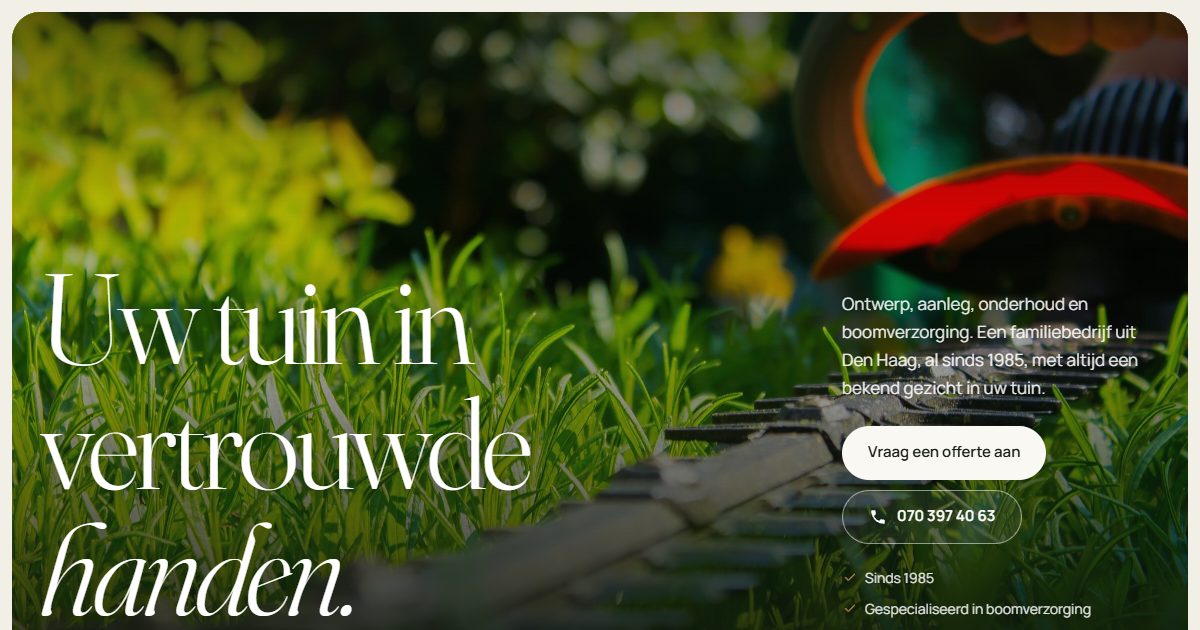 Uw tuin in
vertrouwde
handen.
Ontwerp, aanleg, onderhoud en
boomverzorging. Een familiebedrijf uit
Den Haag, al sinds 1985, met altijd een
bekend gezicht in uw tuin.
Vraag een offerte aan
070 397 40 63
Sinds 1985
Gespecialiseerd in boomverzorging